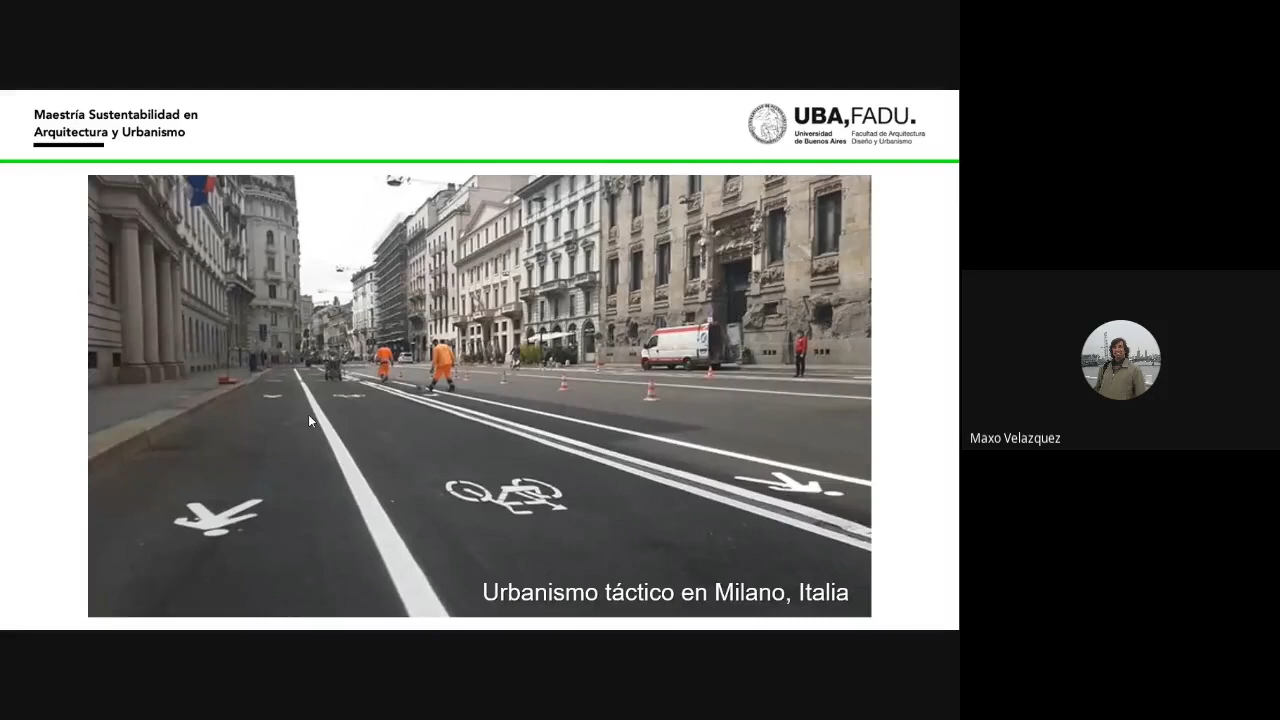 Maestría Sustentabilidad en
Arquitectura y Urbanismo
UBA,FADU.
Universidad
de Buenos Aires
Facultad de Arquitectura
Diseño y Urbanismo
Urbanismo táctico en Milano, Italia
Maxo Velazquez